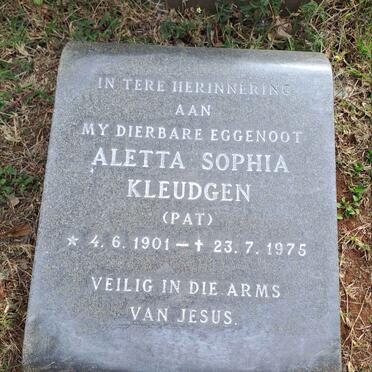 IN TERE HERINNERING
AAN
MY DIERBARE EGGENOOT
ALETTA SOPHIA
KLEUDGEN
(PAT)
* 4.6.1901 – † 23.7.1975
VEILIG IN DIE ARMS
VAN JESUS.